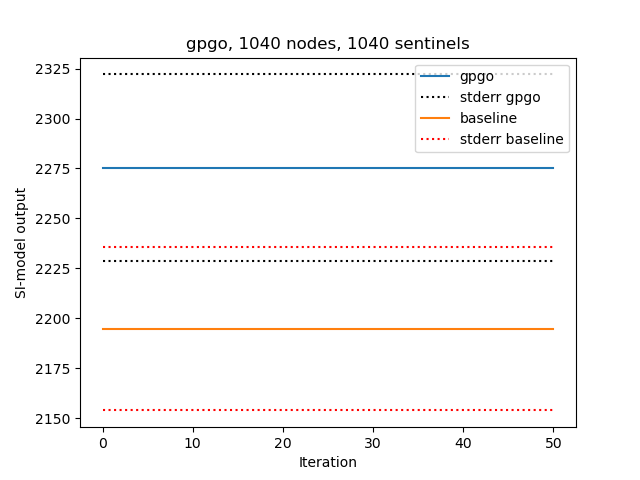 gpgo, 1040 nodes, 1040 sentinels
2325
2300
2275
2250
2225
2200
2175
2150
SI-model output
gpgo
stderr gpgo
baseline
stderr baseline
0 10 20 30 40 50
Iteration